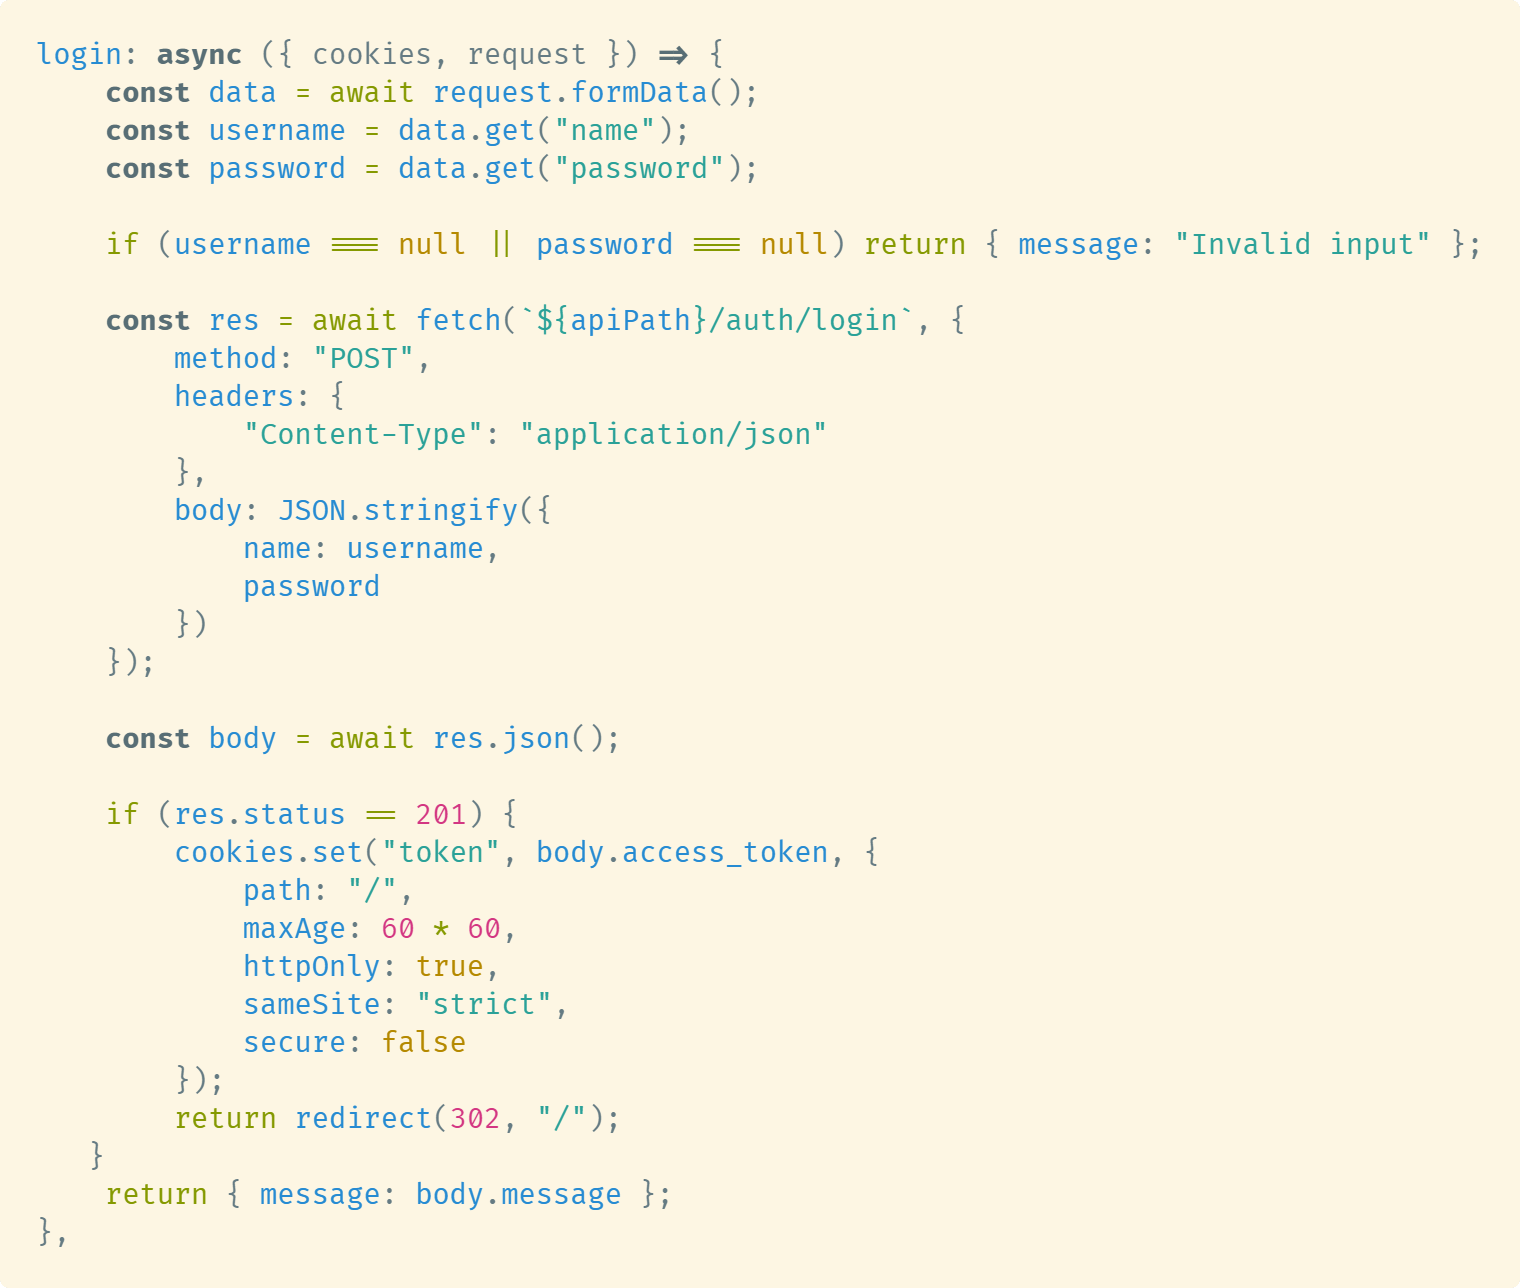 login: async ({ cookies, request }) => {
    const data = await request.formData();
    const username = data.get("name");
    const password = data.get("password");

    if (username === null || password === null) return { message: "Invalid input" };

    const res = await fetch(`${apiPath}/auth/login`, {
        method: "POST",
        headers: {
            "Content-Type": "application/json"
        },
        body: JSON.stringify({
            name: username,
            password
        })
    });

    const body = await res.json();

    if (res.status == 201) {
        cookies.set("token", body.access_token, {
            path: "/",
            maxAge: 60 * 60,
            httpOnly: true,
            sameSite: "strict",
            secure: false
        });
        return redirect(302, "/");
   }
    return { message: body.message };
},